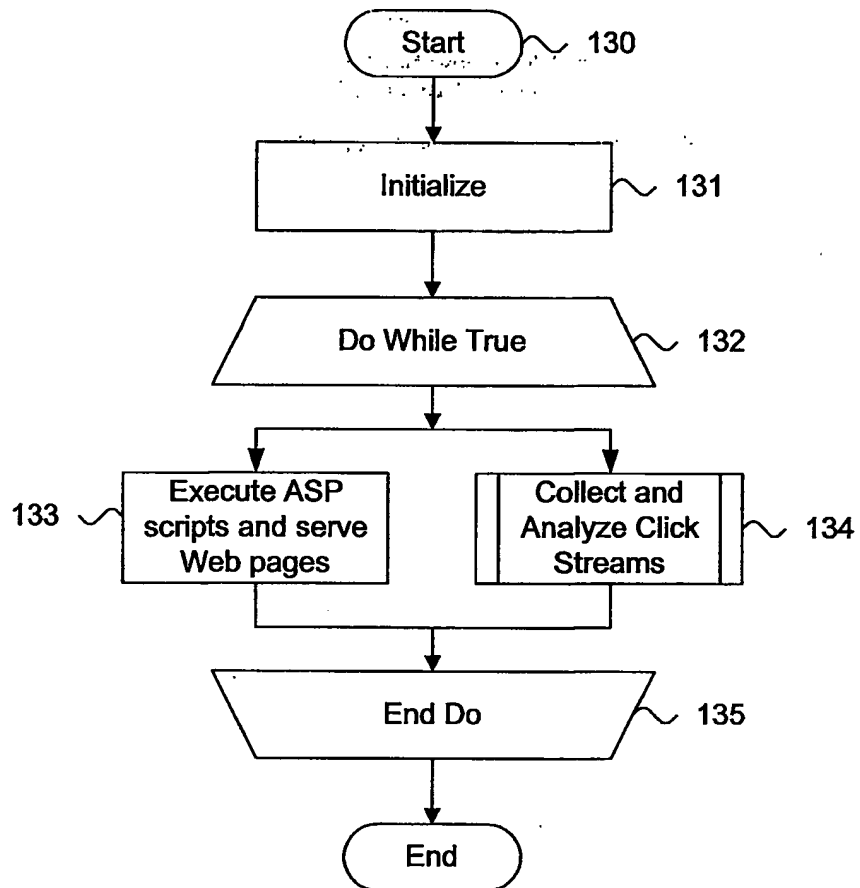 Start
130
Initialize
131
Do While True
132
133
Execute ASP
scripts and serve
Web pages
Collect and
Analyze Click
Streams
134
End Do
135
End